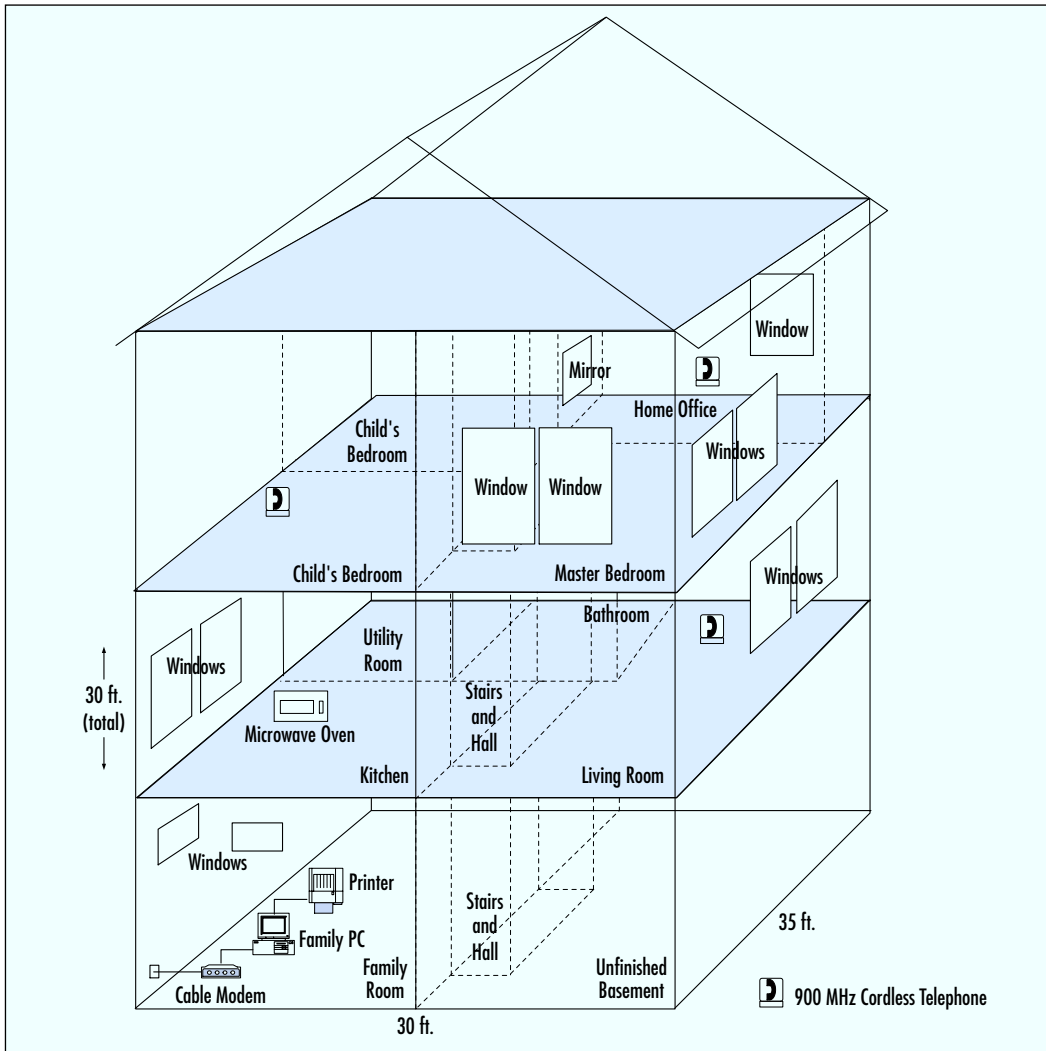 Window
Mirror
Home Office
Child's
Bedroom
Windows
Window
Window
Child's Bedroom
Master Bedroom
Windows
Bathroom
Utility
Room
Windows
30 ft.
(total)
Stairs
and
Hall
Microwave Oven
Kitchen
Living Room
Windows
Printer
Stairs
and
Hall
35 ft.
Family PC
Family
Room
Unfinished
Basement
Cable Modem
900 MHz Cordless Telephone
30 ft.